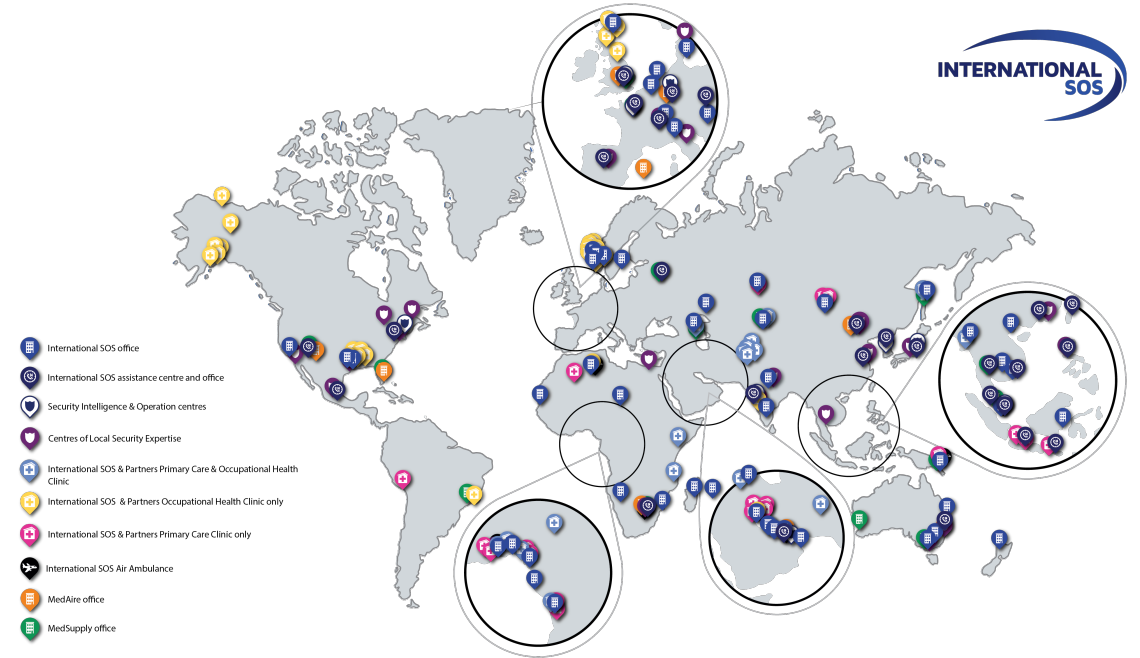 INTERNATIONAL
SOS
International SOS office
International SOS assistance centre and office
Security Intelligence & Operation centres
Centres of Local Security Expertise
International SOS & Partners Primary Care & Occupational Health
Clinic
International SOS & Partners Occupational Health Clinic only
International SOS & Partners Primary Care Clinic only
International SOS Air Ambulance
MedAire office
MedSupply office